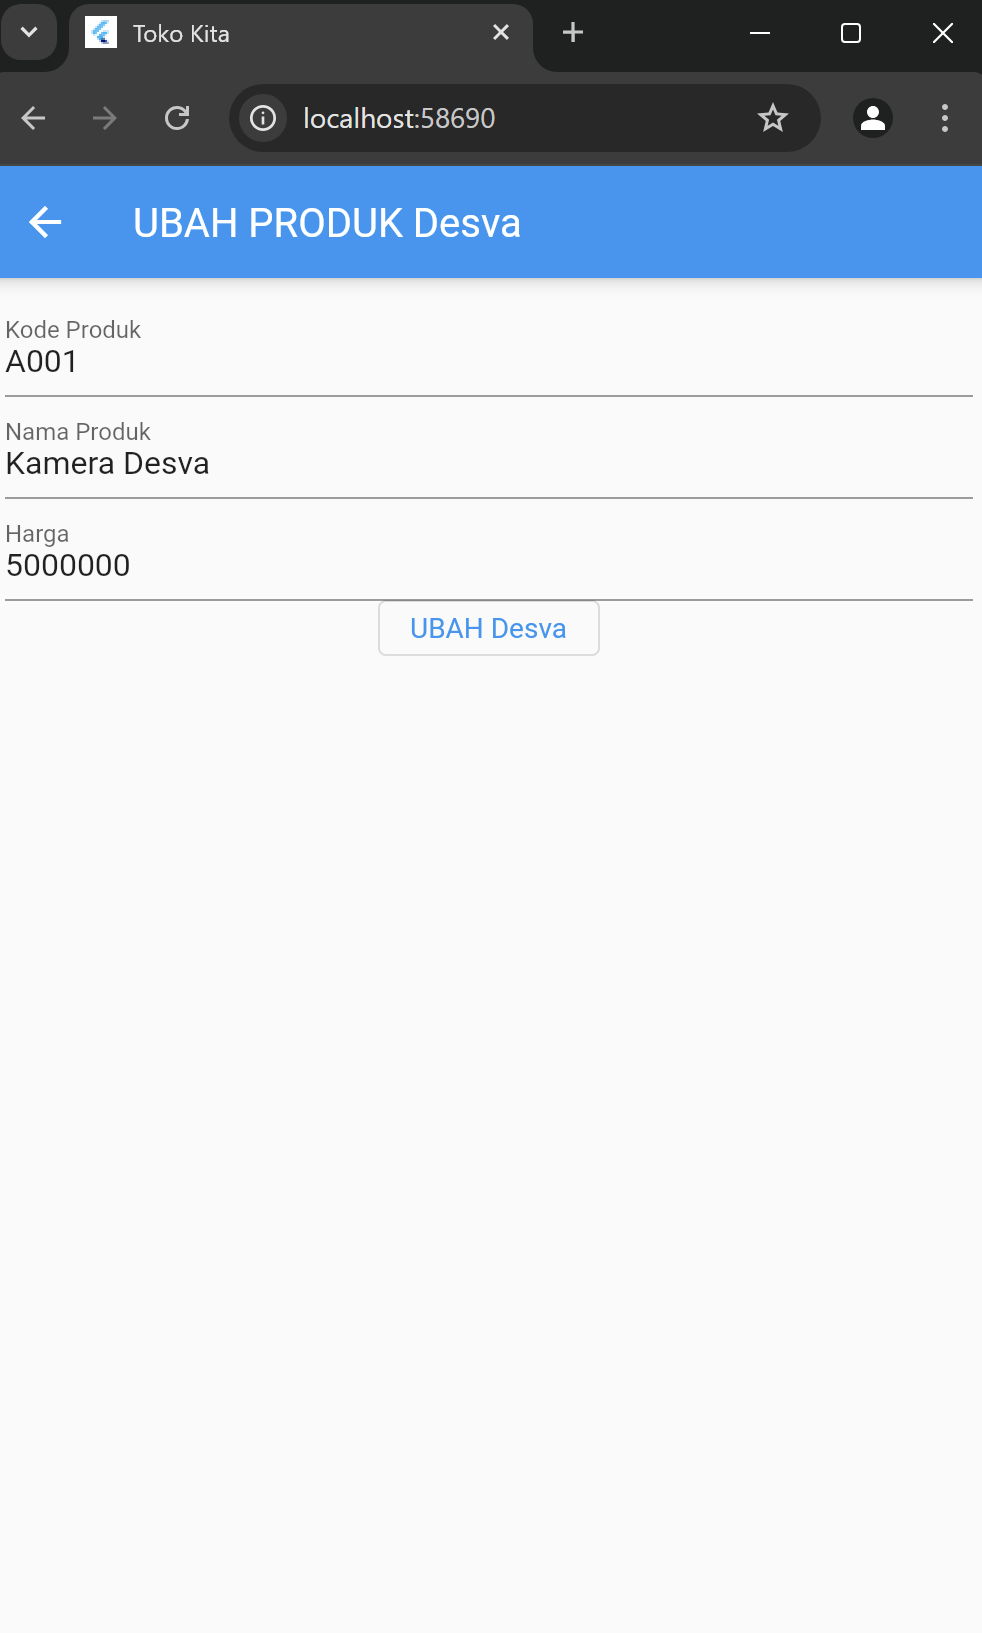 Toko Kita
localhost:58690
UBAH PRODUK Desva
Kode Produk
A001
Nama Produk
Kamera Desva
Harga
5000000
UBAH Desva